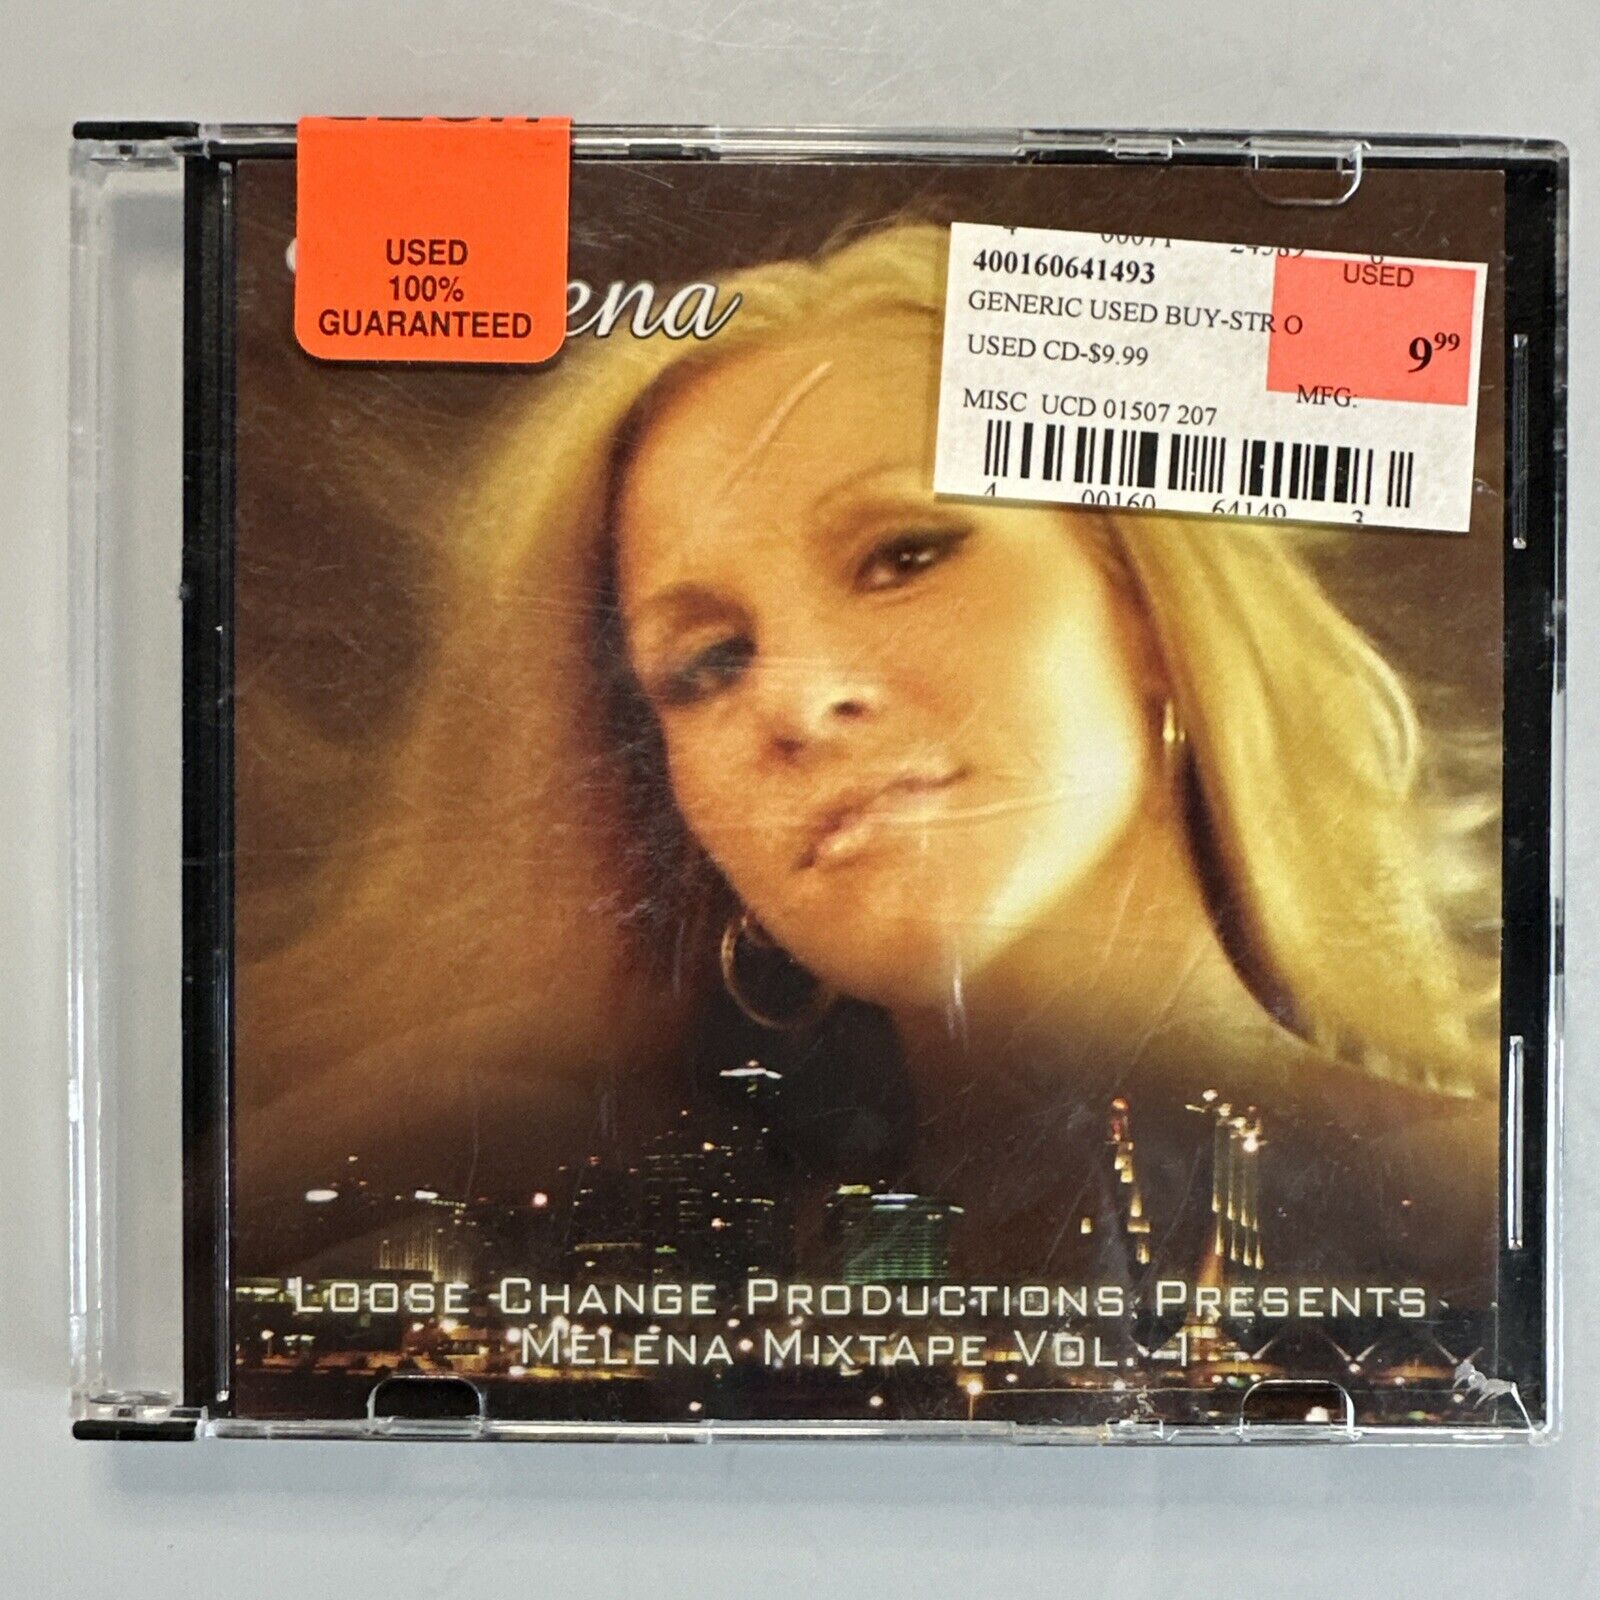 USED
100%
GUARANTEED
400160641493
GENERIC USED BUY-STR O
USED CD-$9.99
MISC UCD 01507 207
USED
9.99
MFG:
4 00160 64149 3
LOOSE CHANGE PRODUCTIONS PRESENTS
MELENA MIXTAPE VOL. 1